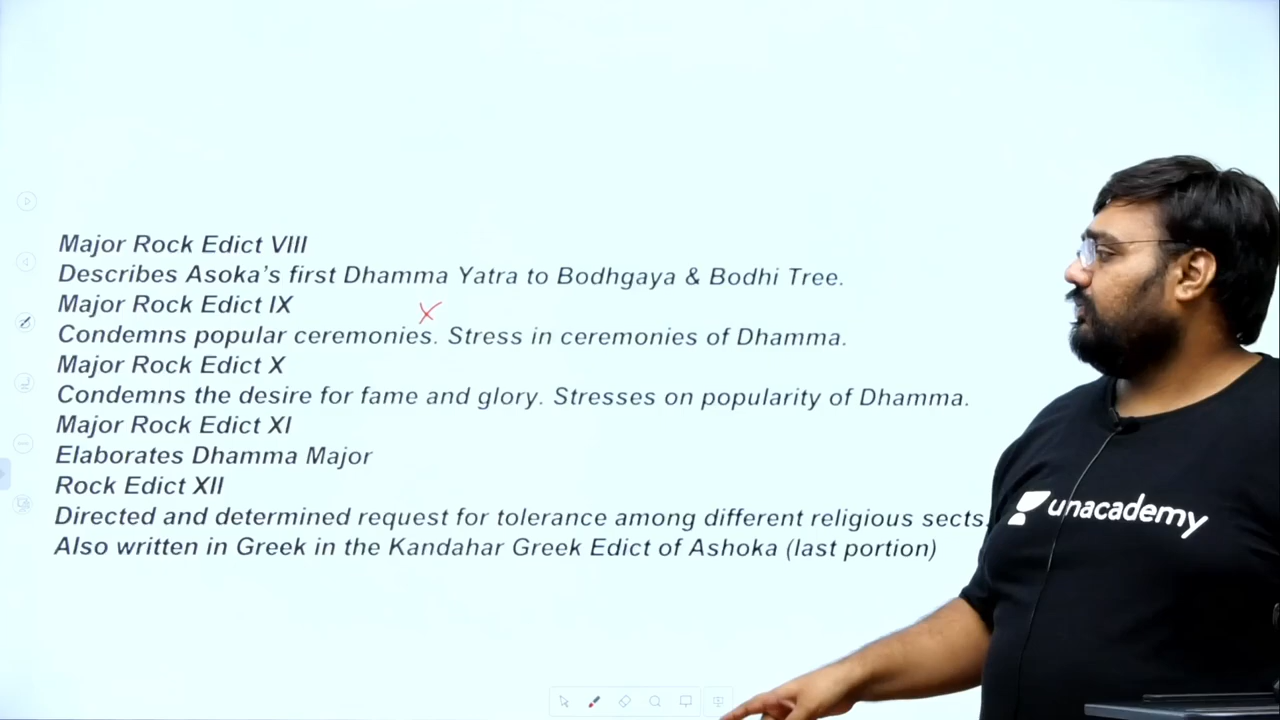 Major Rock Edict VIII
Describes Asoka's first Dhamma Yatra to Bodhgaya & Bodhi Tree.
Major Rock Edict IX
Condemns popular ceremonies. Stress in ceremonies of Dhamma.
Major Rock Edict X
Condemns the desire for fame and glory. Stresses on popularity of Dhamma.
Major Rock Edict XI
Elaborates Dhamma Major
Rock Edict XII
Directed and determined request for tolerance among different religious sects.
Also written in Greek in the Kandahar Greek Edict of Ashoka (last portion)
unacademy